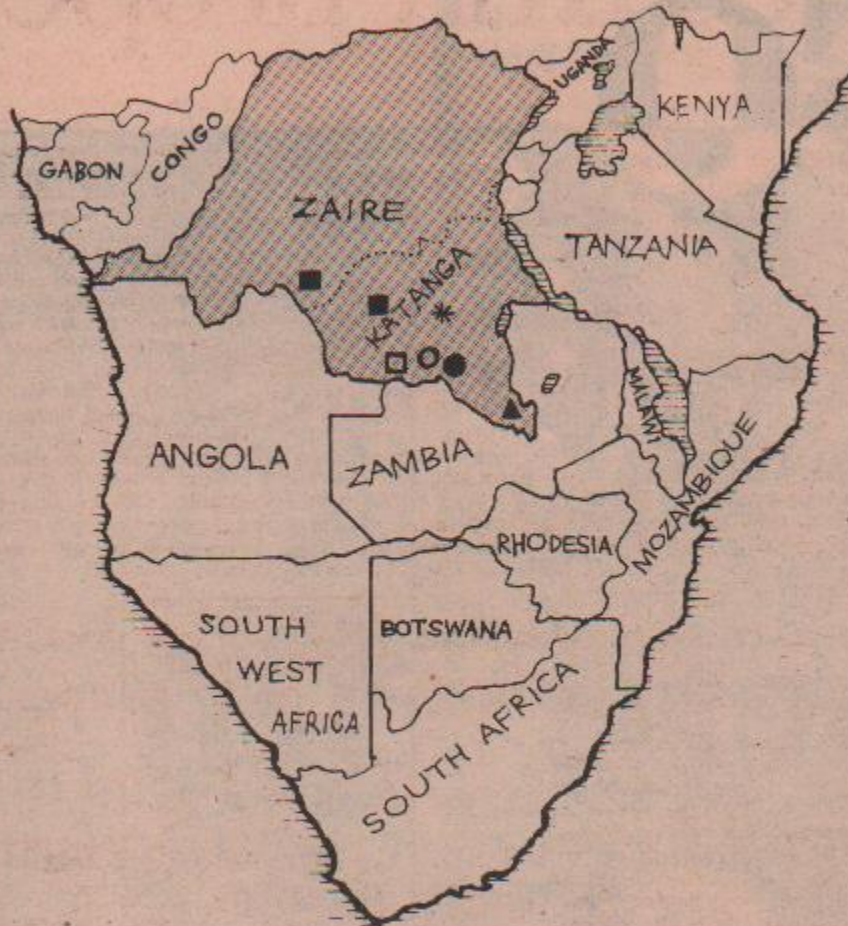 UGANDA
KENYA
GABON
CONGO
ZAIRE
TANZANIA
KATANGA
MALAWI
ANGOLA
ZAMBIA
MOZAMBIQUE
RHODESIA
SOUTH
WEST
AFRICA
BOTSWANA
SOUTH AFRICA